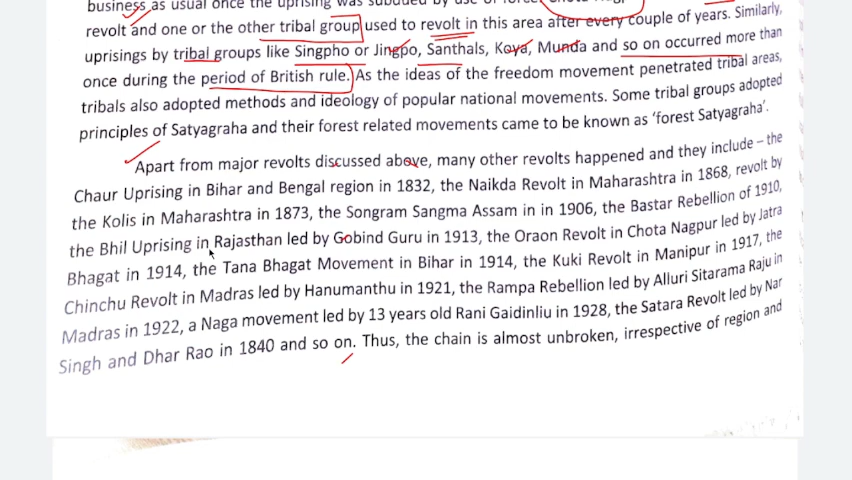 business as usual once the uprising was subdued by use of force.
revolt and one or the other tribal group used to revolt in this area after every couple of years. Similarly,
uprisings by tribal groups like Singpho or Jingpo, Santhals, Koya, Munda and so on occurred more than
once during the period of British rule. As the ideas of the freedom movement penetrated tribal areas,
tribals also adopted methods and ideology of popular national movements. Some tribal groups adopted
principles of Satyagraha and their forest related movements came to be known as ‘forest Satyagraha’.
Apart from major revolts discussed above, many other revolts happened and they include – the
Chaur Uprising in Bihar and Bengal region in 1832, the Naikda Revolt in Maharashtra in 1868, revolt by
the Kolis in Maharashtra in 1873, the Songram Sangma Assam in in 1906, the Bastar Rebellion of 1910,
the Bhil Uprising in Rajasthan led by Gobind Guru in 1913, the Oraon Revolt in Chota Nagpur led by Jatra
Bhagat in 1914, the Tana Bhagat Movement in Bihar in 1914, the Kuki Revolt in Manipur in 1917, the
Chinchu Revolt in Madras led by Hanumanthu in 1921, the Rampa Rebellion led by Alluri Sitarama Raju in
Madras in 1922, a Naga movement led by 13 years old Rani Gaidinliu in 1928, the Satara Revolt led by Nar
Singh and Dhar Rao in 1840 and so on. Thus, the chain is almost unbroken, irrespective of region and